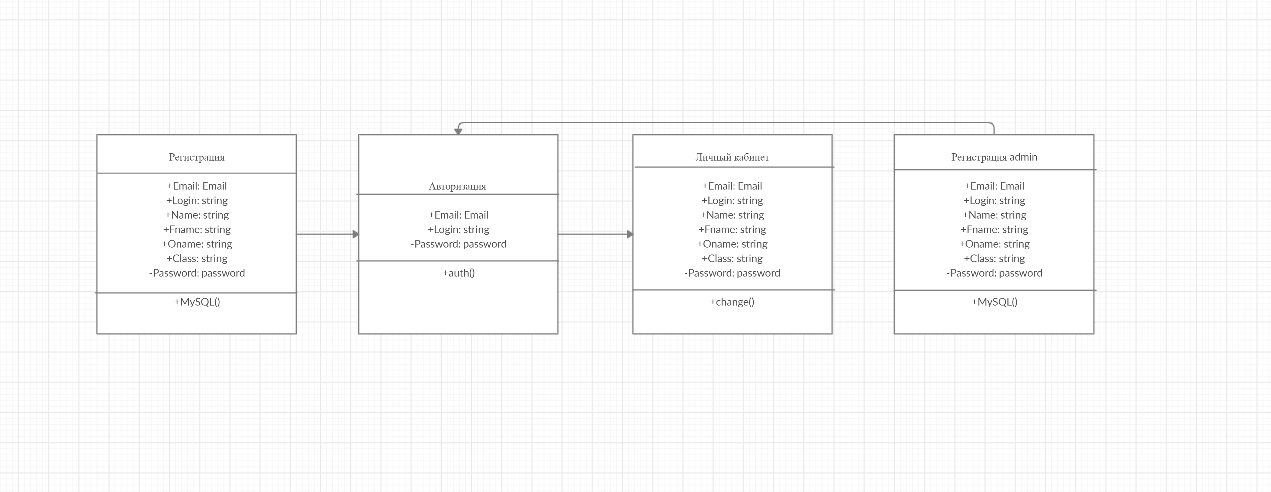 Регистрация
+Email: Email
+Login: string
+Name: string
+Fname: string
+Oname: string
+Class: string
-Password: password
+MySQL()
Авторизация
+Email: Email
+Login: string
-Password: password
+auth()
Личный кабинет
+Email: Email
+Login: string
+Name: string
+Fname: string
+Oname: string
+Class: string
-Password: password
+change()
Регистрация admin
+Email: Email
+Login: string
+Name: string
+Fname: string
+Oname: string
+Class: string
-Password: password
+MySQL()